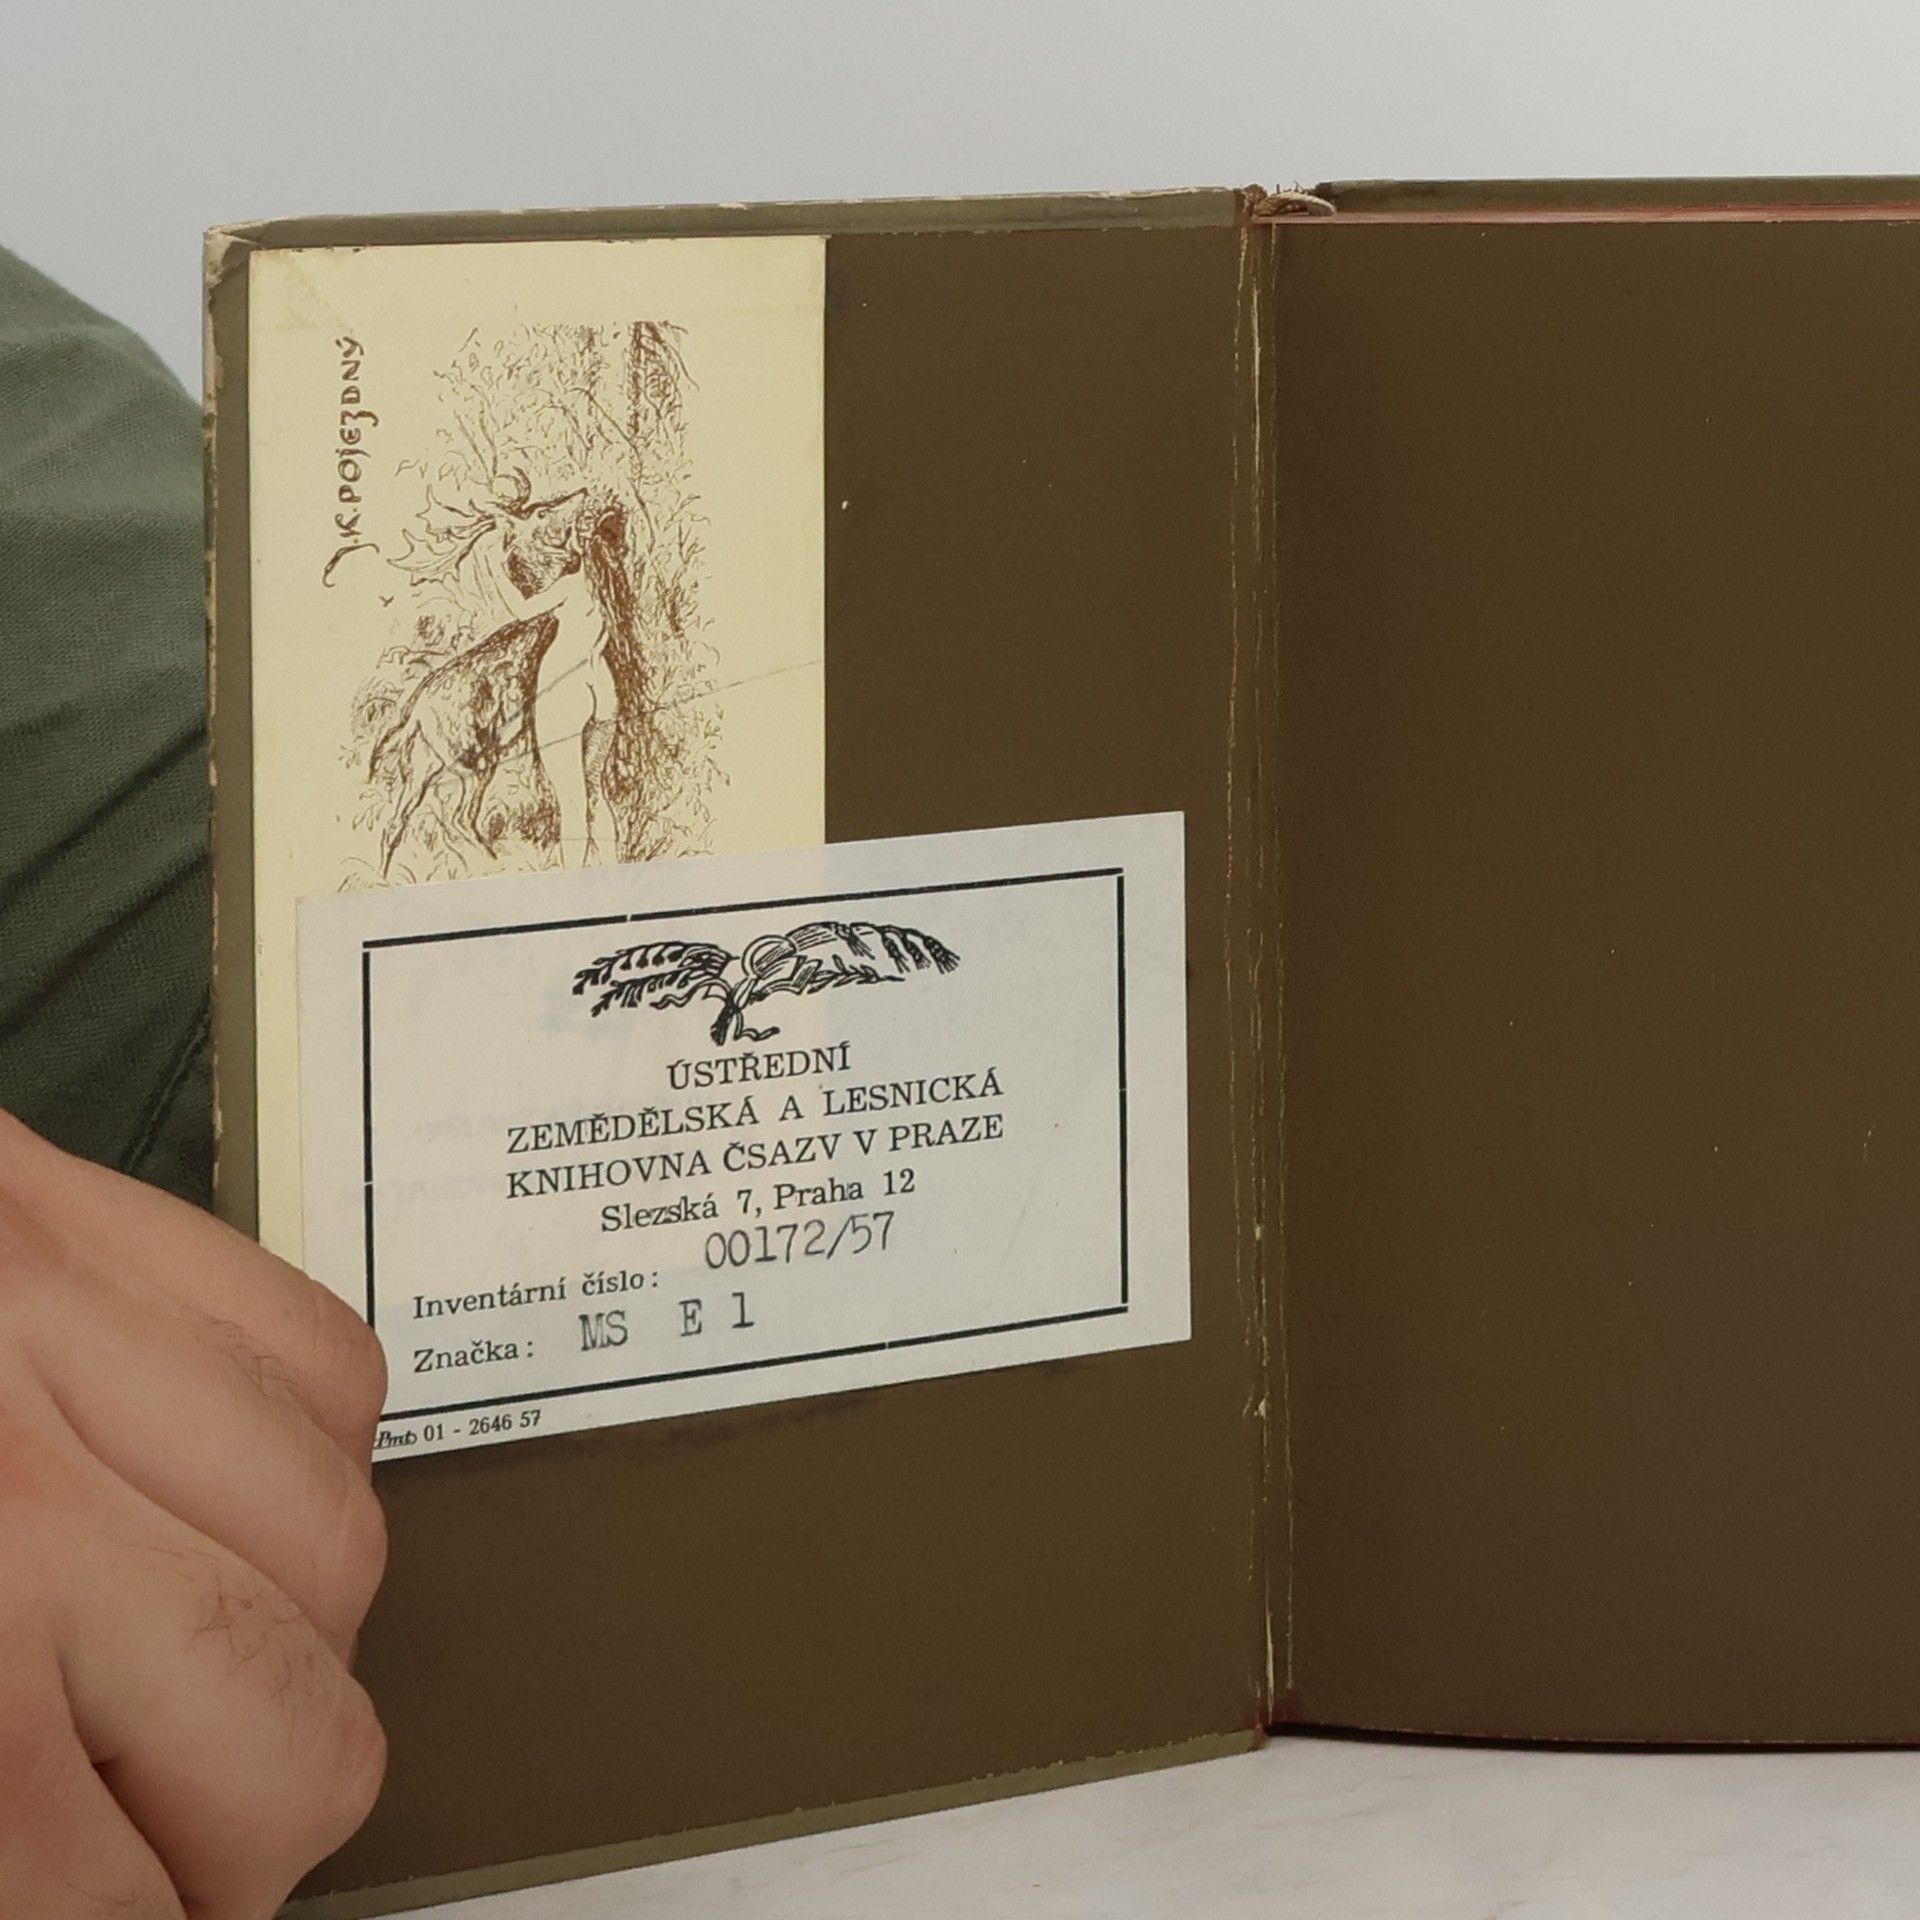 J.K. POJEZDNÝ
ÚSTŘEDNÍ
ZEMĚDĚLSKÁ A LESNICKÁ
KNIHOVNA ČSAZV V PRAZE
Slezská 7, Praha 12
00172/57
Inventární číslo:
Značka: MS E 1
01 - 2646 57